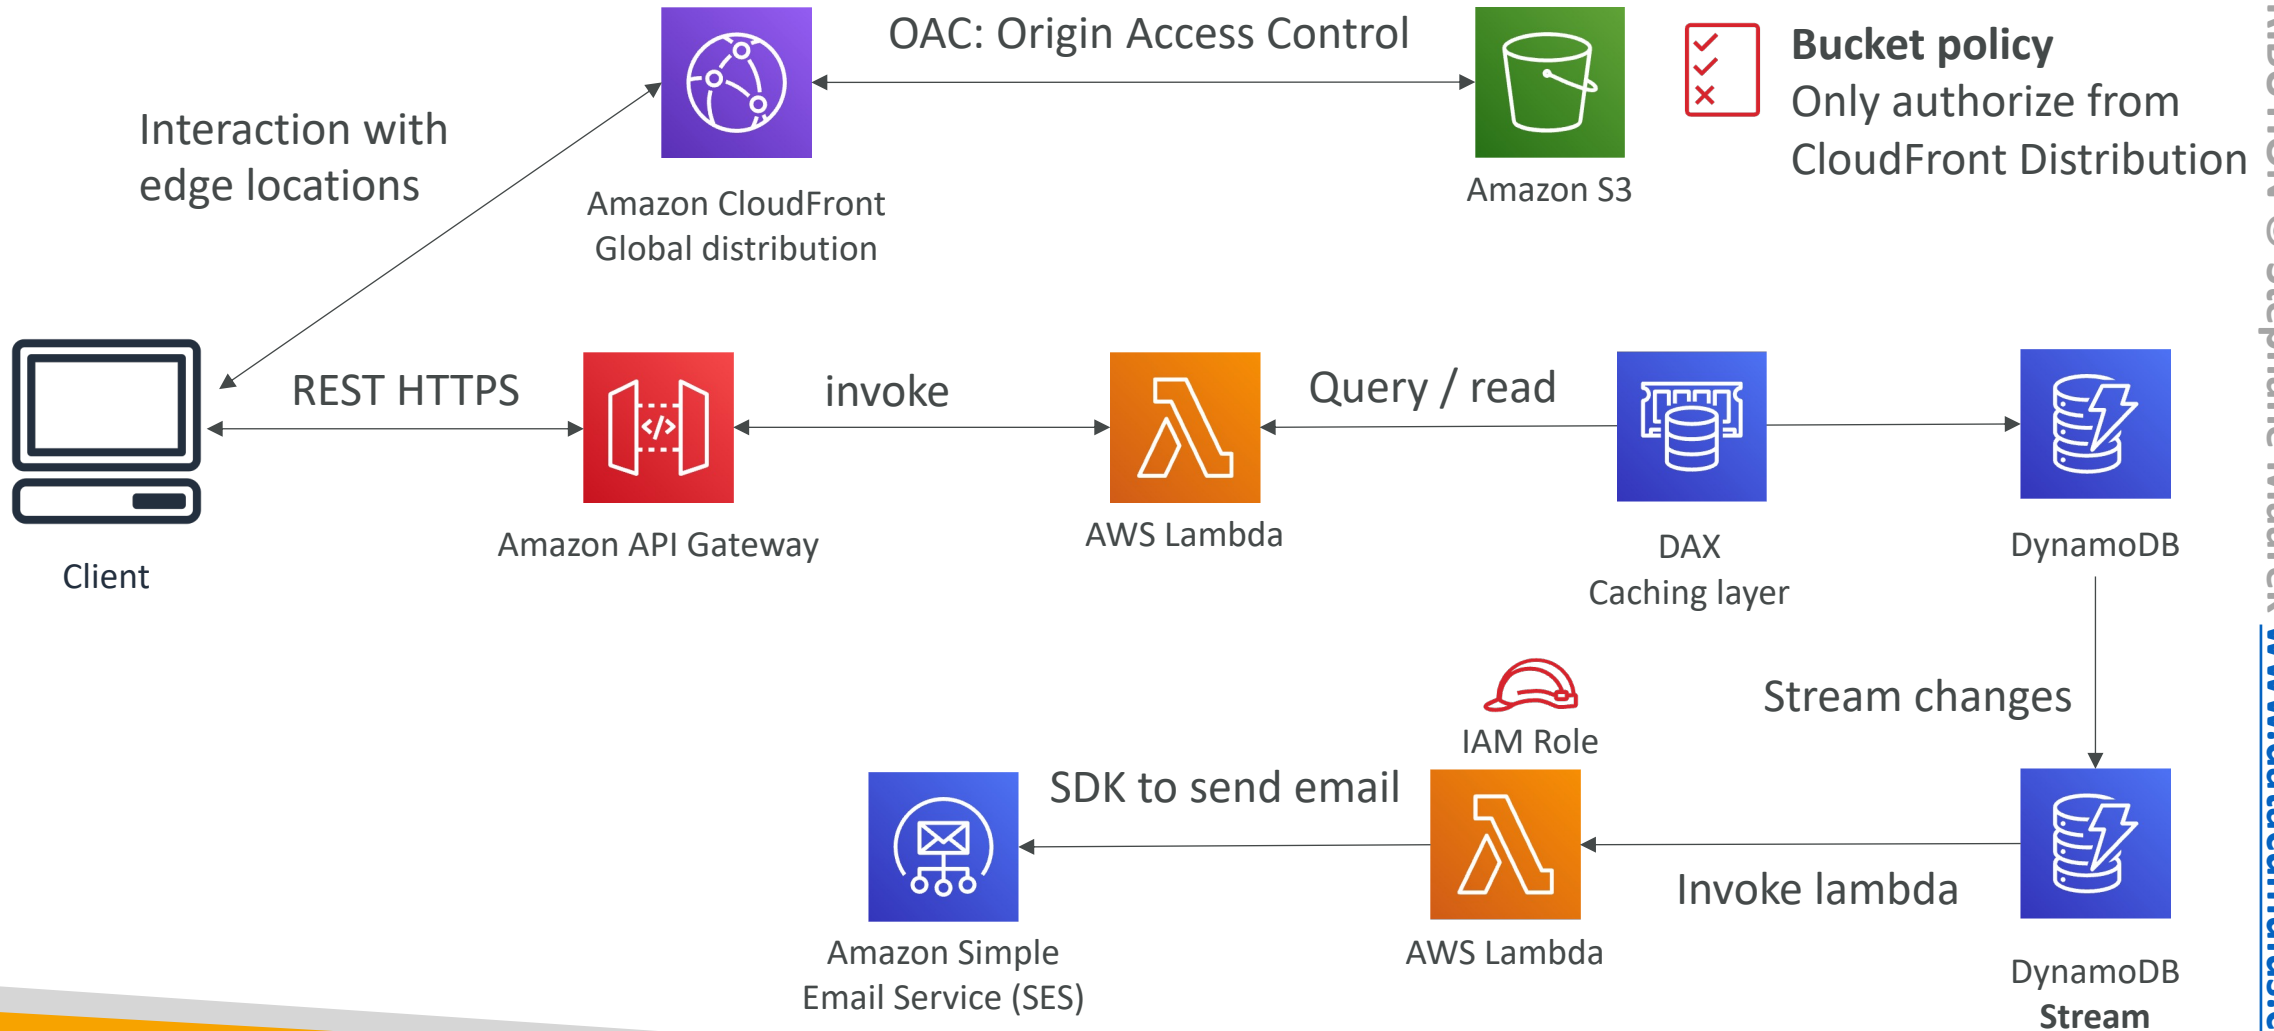 OAC: Origin Access Control
Bucket policy
Only authorize from
CloudFront Distribution
Interaction with
edge locations
Amazon CloudFront
Global distribution
Amazon S3
REST HTTPS
invoke
Query / read
Client
Amazon API Gateway
AWS Lambda
DAX
Caching layer
DynamoDB
Stream changes
IAM Role
SDK to send email
Invoke lambda
Amazon Simple
Email Service (SES)
AWS Lambda
DynamoDB
Stream
© Stephane Maarek